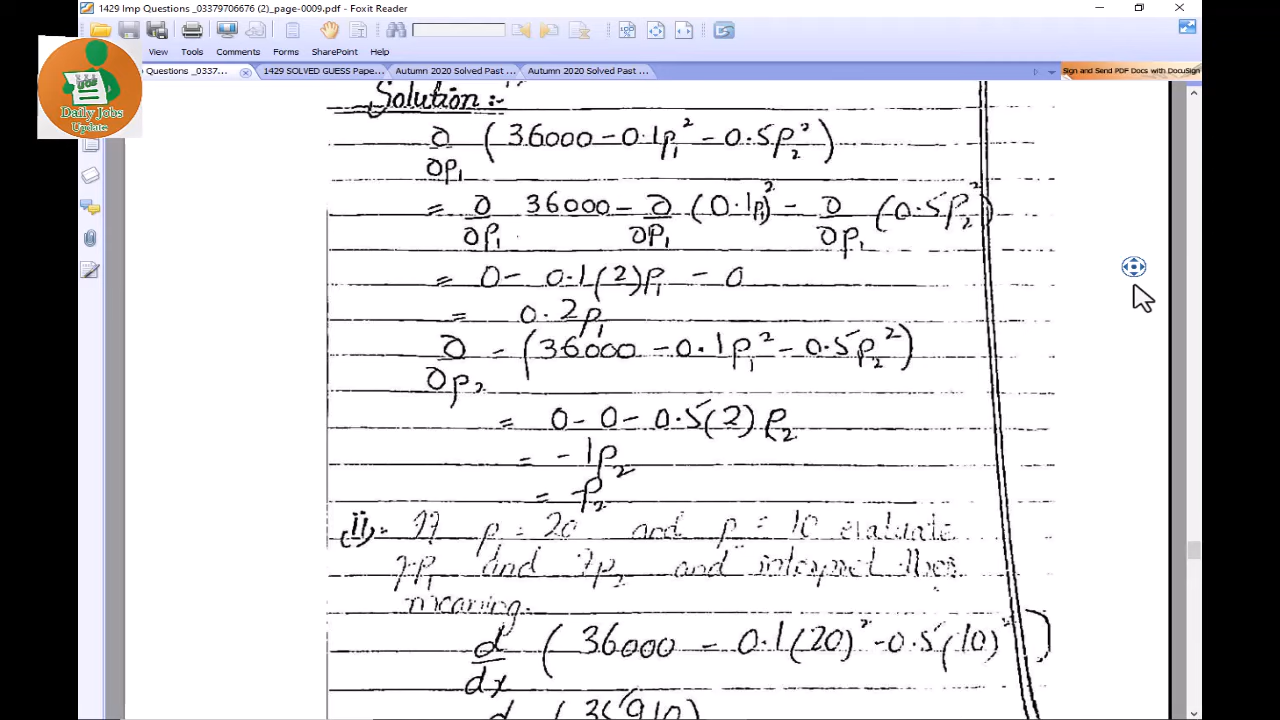 1429 Imp Questions _03379706676 (2)_page-0009.pdf - Foxit Reader
View Tools Comments Forms SharePoint Help
Imp Questions _0337... 1429 SOLVED GUESS Pape... Autumn 2020 Solved Past ... Autumn 2020 Solved Past ... Sign and Send PDF Docs with DocuSign
UOE
Daily Jobs
Update
Solution:-
∂/∂P₁ (36000 - 0.1p₁² - 0.5p₂²)
= ∂/∂P₁ 36000 - ∂/∂P₁ (0.1p₁)² - ∂/∂P₁ (0.5p₂²)
= 0 - 0.1(2)p₁ - 0
= 0.2p₁
∂/∂p₂ - (36000 - 0.1p₁² - 0.5p₂²)
= 0 - 0 - 0.5(2)p₂
= -1p₂
= -p₂
(ii):- If p = 20 and p = 10 evaluate
and and interpret
meaning.
d/dx (36000 - 0.1(20)² - 0.5(10)²)